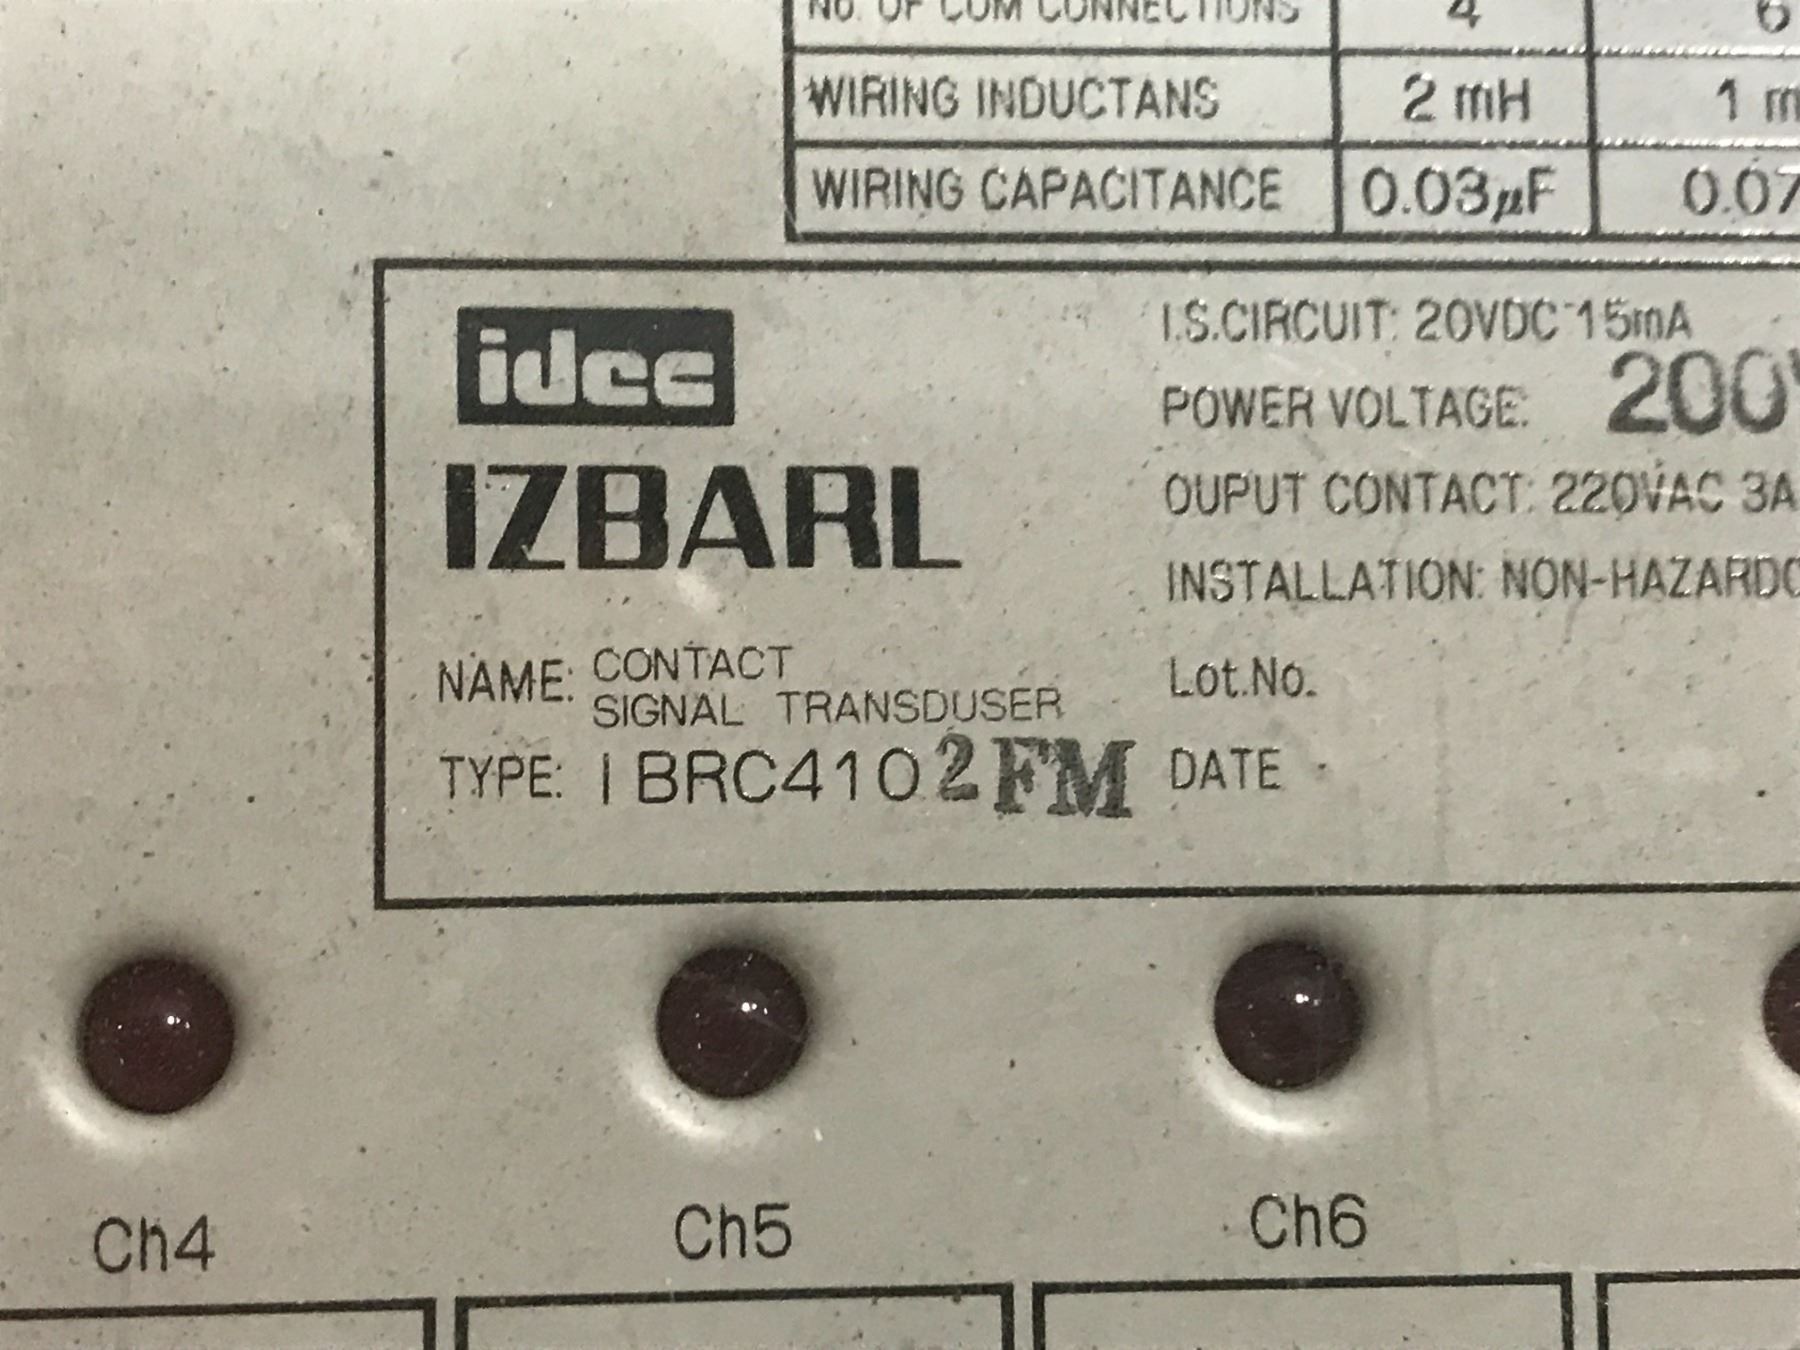 No. OF COM CONNECTIONS 4 6
WIRING INDUCTANS 2 mH 1 m
WIRING CAPACITANCE 0.03µF 0.07
idec
IZBARL
NAME: CONTACT
SIGNAL TRANSDUSER
TYPE: IBRC4102FM
I.S.CIRCUIT: 20VDC 15mA
POWER VOLTAGE: 200V
OUPUT CONTACT: 220VAC 3A
INSTALLATION: NON-HAZARDO
Lot.No.
DATE
Ch4
Ch5
Ch6